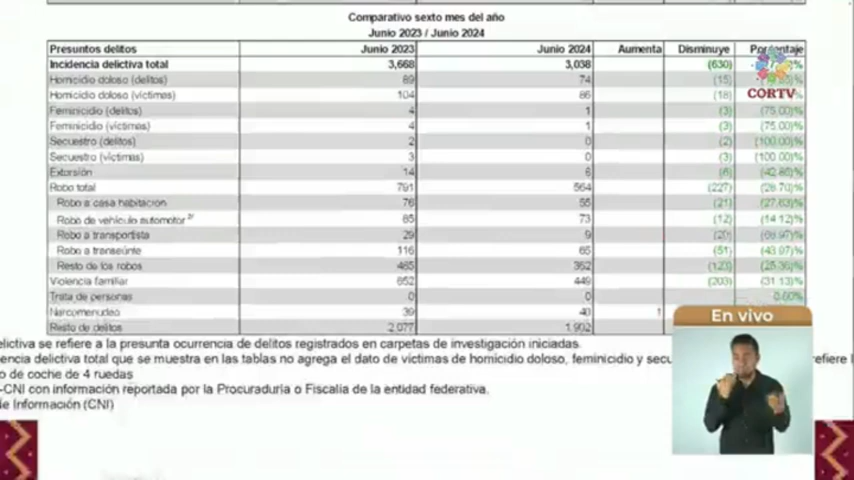 Comparativo sexto mes del año
Junio 2023 / Junio 2024
Presuntos delitos Junio 2023 Junio 2024 Aumenta Disminuye Porcentaje
Incidencia delictiva total 3,668 3,038 (630)
CORTV
Homicidio doloso (delitos) 89 74 (15)
Homicidio doloso (víctimas) 104 86 (18)
Feminicidio (delitos) 4 1 (3) (75.00)%
Feminicidio (víctimas) 4 1 (3) (75.00)%
Secuestro (delitos) 2 0 (2) (100.00)%
Secuestro (víctimas) 3 0 (3) (100.00)%
Extorsión 14 8 (6) (42.86)%
Robo total 791 564 (227) (28.70)%
Robo a casa habitación 76 55 (21) (27.63)%
Robo de vehículo automotor 2/ 85 73 (12) (14.12)%
Robo a transportista 29 9 (20) (68.97)%
Robo a transeúnte 116 65 (51) (43.97)%
Resto de los robos 485 362 (123) (25.36)%
Violencia familiar 652 449 (203) (31.13)%
Trata de personas 0 0 0.00%
Narcomenudeo 39 40 1
Resto de delitos 2,077 1,902
En vivo
elictiva se refiere a la presunta ocurrencia de delitos registrados en carpetas de investigación iniciadas.
encia delictiva total que se muestra en las tablas no agrega el dato de víctimas de homicidio doloso, feminicidio y secu refiere
o de coche de 4 ruedas
-CNI con información reportada por la Procuraduría o Fiscalía de la entidad federativa.
de Información (CNI)